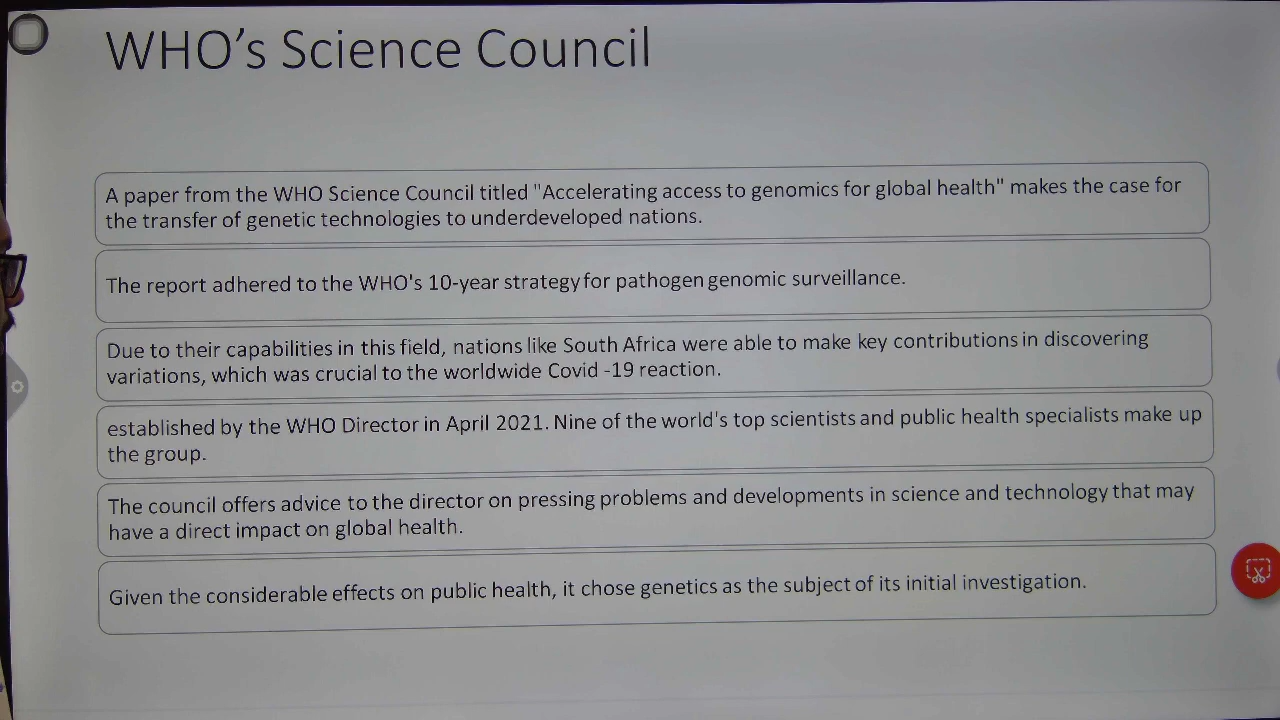 WHO's Science Council
A paper from the WHO Science Council titled "Accelerating access to genomics for global health" makes the case for
the transfer of genetic technologies to underdeveloped nations.
The report adhered to the WHO's 10-year strategy for pathogen genomic surveillance.
Due to their capabilities in this field, nations like South Africa were able to make key contributions in discovering
variations, which was crucial to the worldwide Covid -19 reaction.
established by the WHO Director in April 2021. Nine of the world's top scientists and public health specialists make up
the group.
The council offers advice to the director on pressing problems and developments in science and technology that may
have a direct impact on global health.
Given the considerable effects on public health, it chose genetics as the subject of its initial investigation.